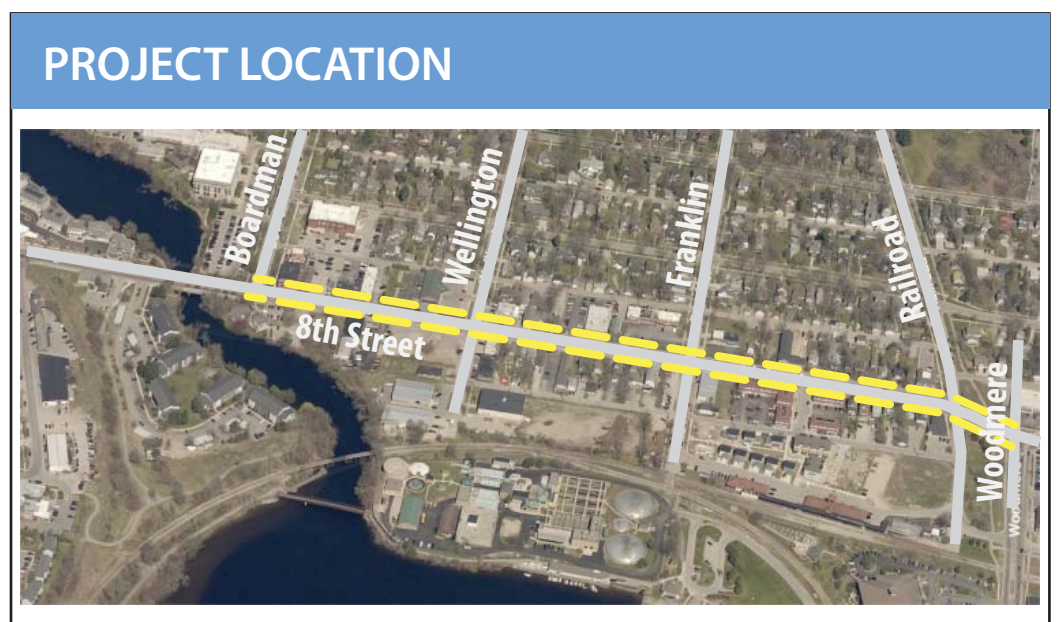 PROJECT LOCATION
Boardman
Wellington
Franklin
Railroad
8th Street
Woodmere